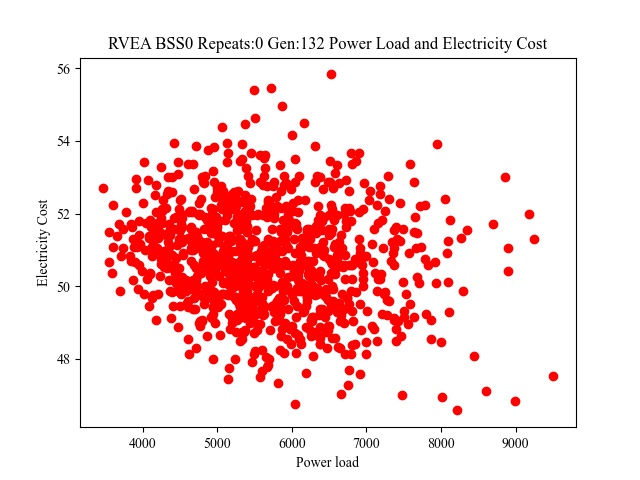 RVEA BSS0 Repeats:0 Gen:132 Power Load and Electricity Cost
56
54
52
50
48
Electricity Cost
4000 5000 6000 7000 8000 9000
Power load